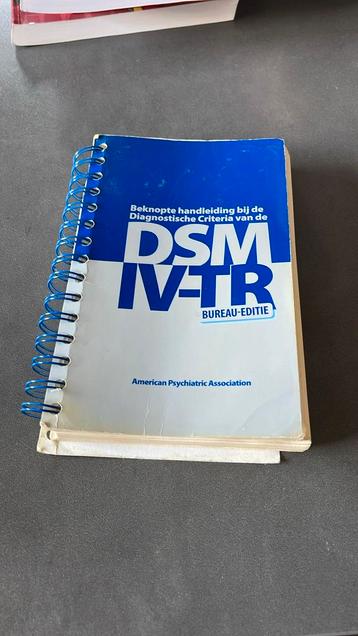 Beknopte handleiding bij de
Diagnostische Criteria van de
DSM
IV-TR
BUREAU-EDITIE
American Psychiatric Association